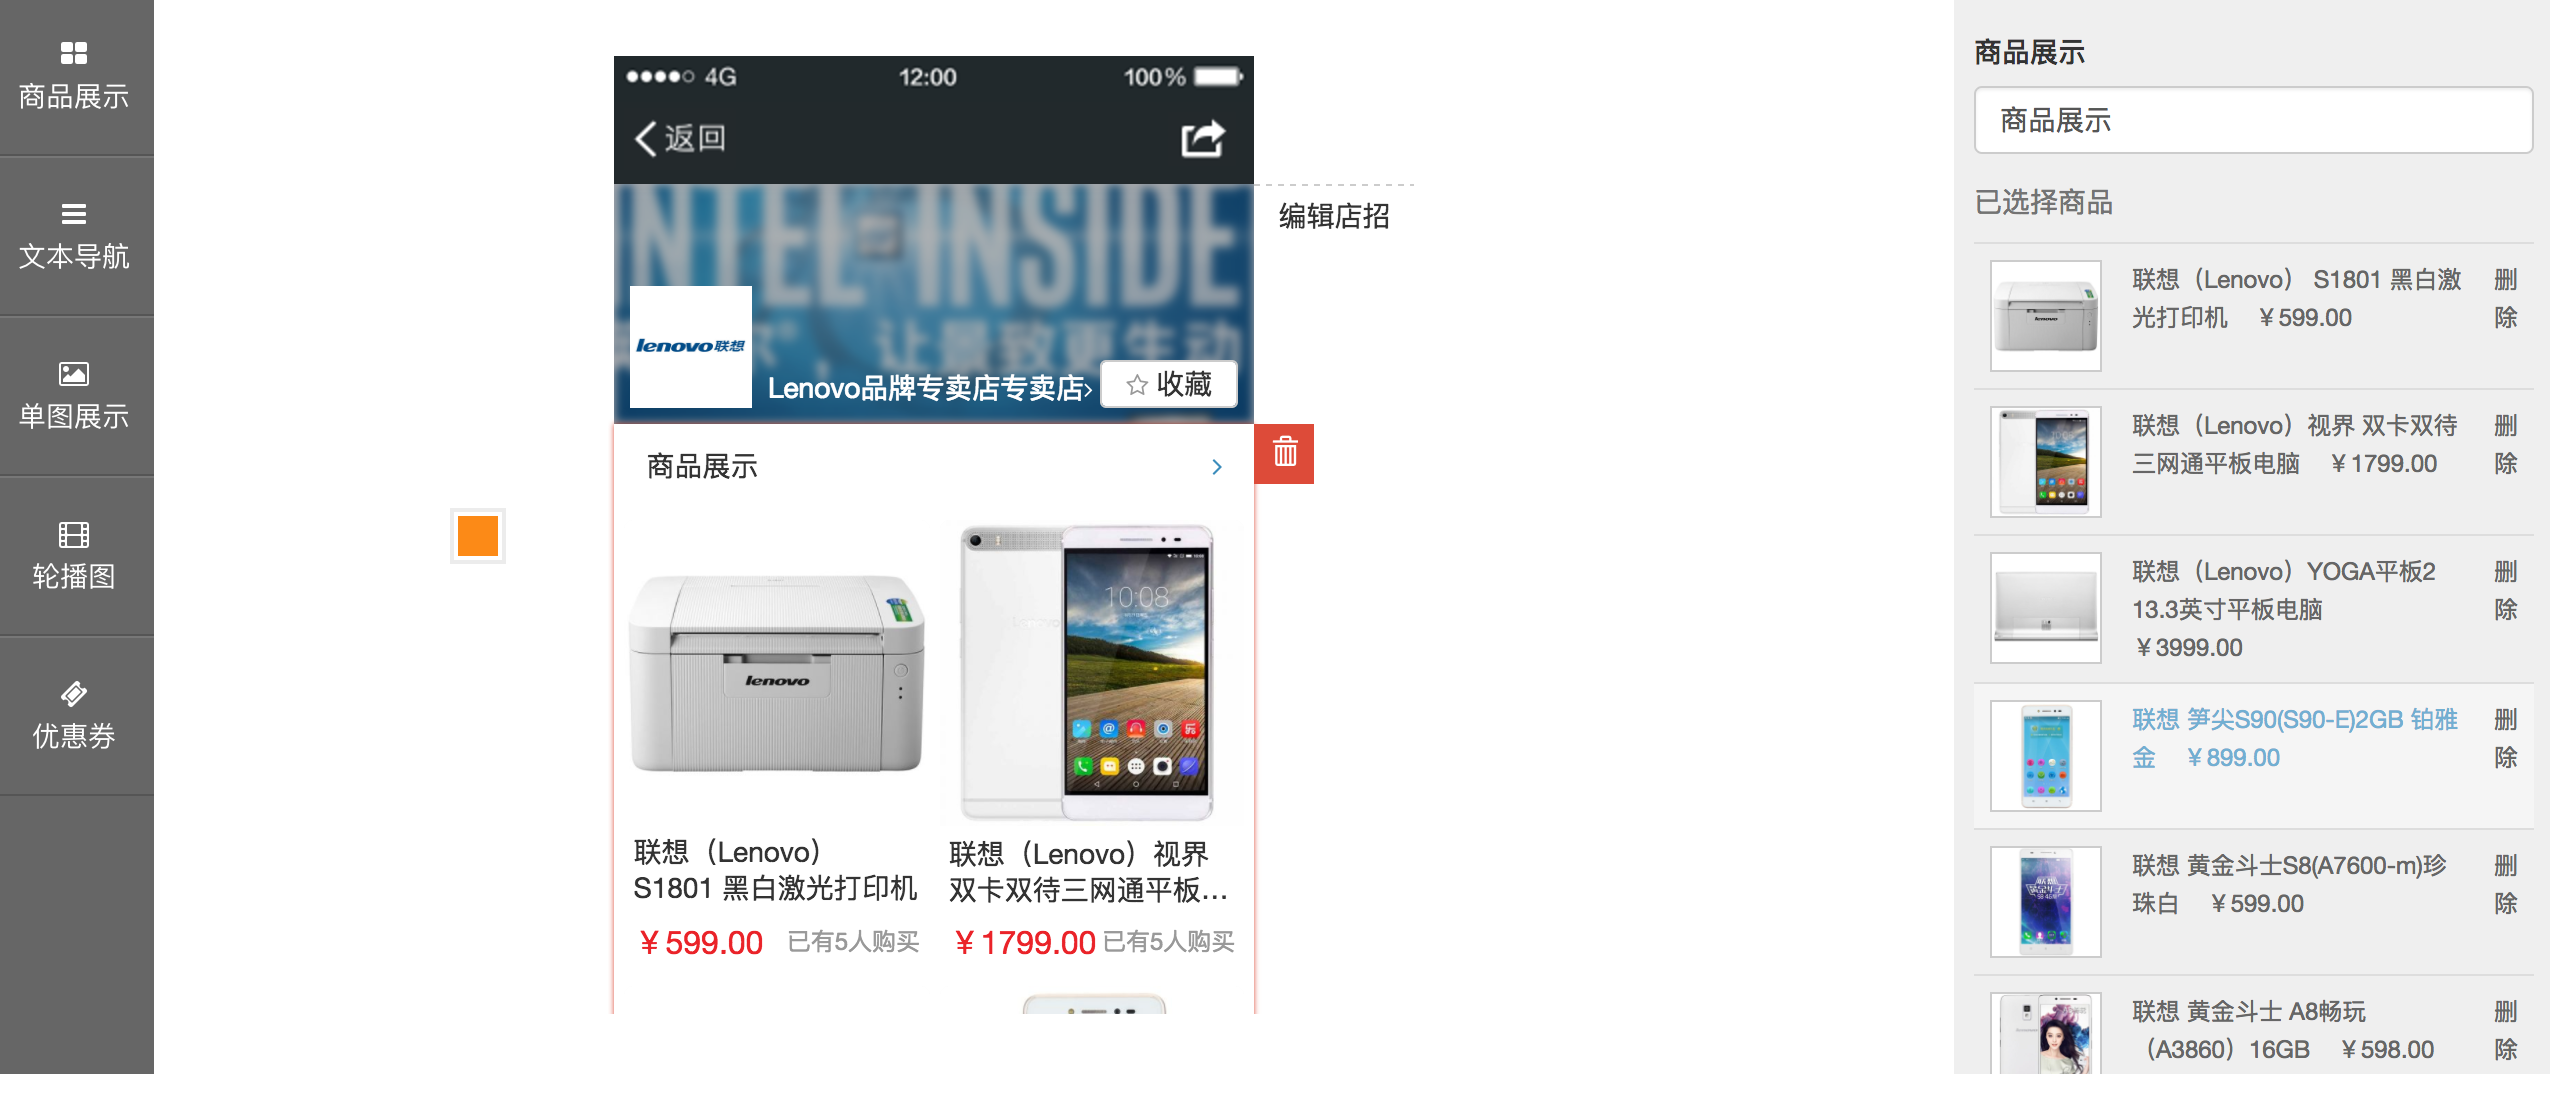 商品展示
文本导航
单图展示
轮播图
优惠券
4G
12:00
100%
返回
INTEL INSIDE
让景致更生动
lenovo联想
Lenovo品牌专卖店专卖店
收藏
编辑店招
商品展示
lenovo
10:08
联想（Lenovo）
S1801 黑白激光打印机
￥599.00
已有5人购买
联想（Lenovo）视界
双卡双待三网通平板...
￥1799.00
已有5人购买
商品展示
商品展示
已选择商品
联想（Lenovo） S1801 黑白激
光打印机 ￥599.00
删
除
联想（Lenovo）视界 双卡双待
三网通平板电脑 ￥1799.00
删
除
联想（Lenovo）YOGA平板2
13.3英寸平板电脑
￥3999.00
删
除
联想 笋尖S90(S90-E)2GB 铂雅
金 ￥899.00
删
除
联想 黄金斗士S8(A7600-m)珍
珠白 ￥599.00
删
除
联想 黄金斗士 A8畅玩
（A3860）16GB ￥598.00
删
除